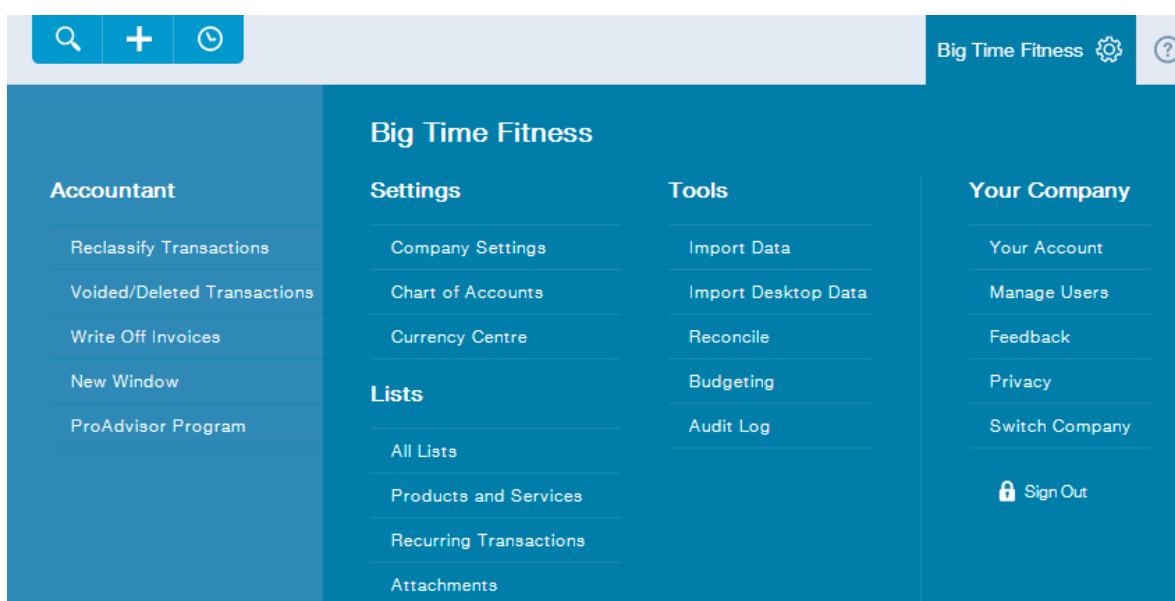 Big Time Fitness
Big Time Fitness
Accountant
Reclassify Transactions
Voided/Deleted Transactions
Write Off Invoices
New Window
ProAdvisor Program
Settings
Company Settings
Chart of Accounts
Currency Centre
Lists
All Lists
Products and Services
Recurring Transactions
Attachments
Tools
Import Data
Import Desktop Data
Reconcile
Budgeting
Audit Log
Your Company
Your Account
Manage Users
Feedback
Privacy
Switch Company
Sign Out